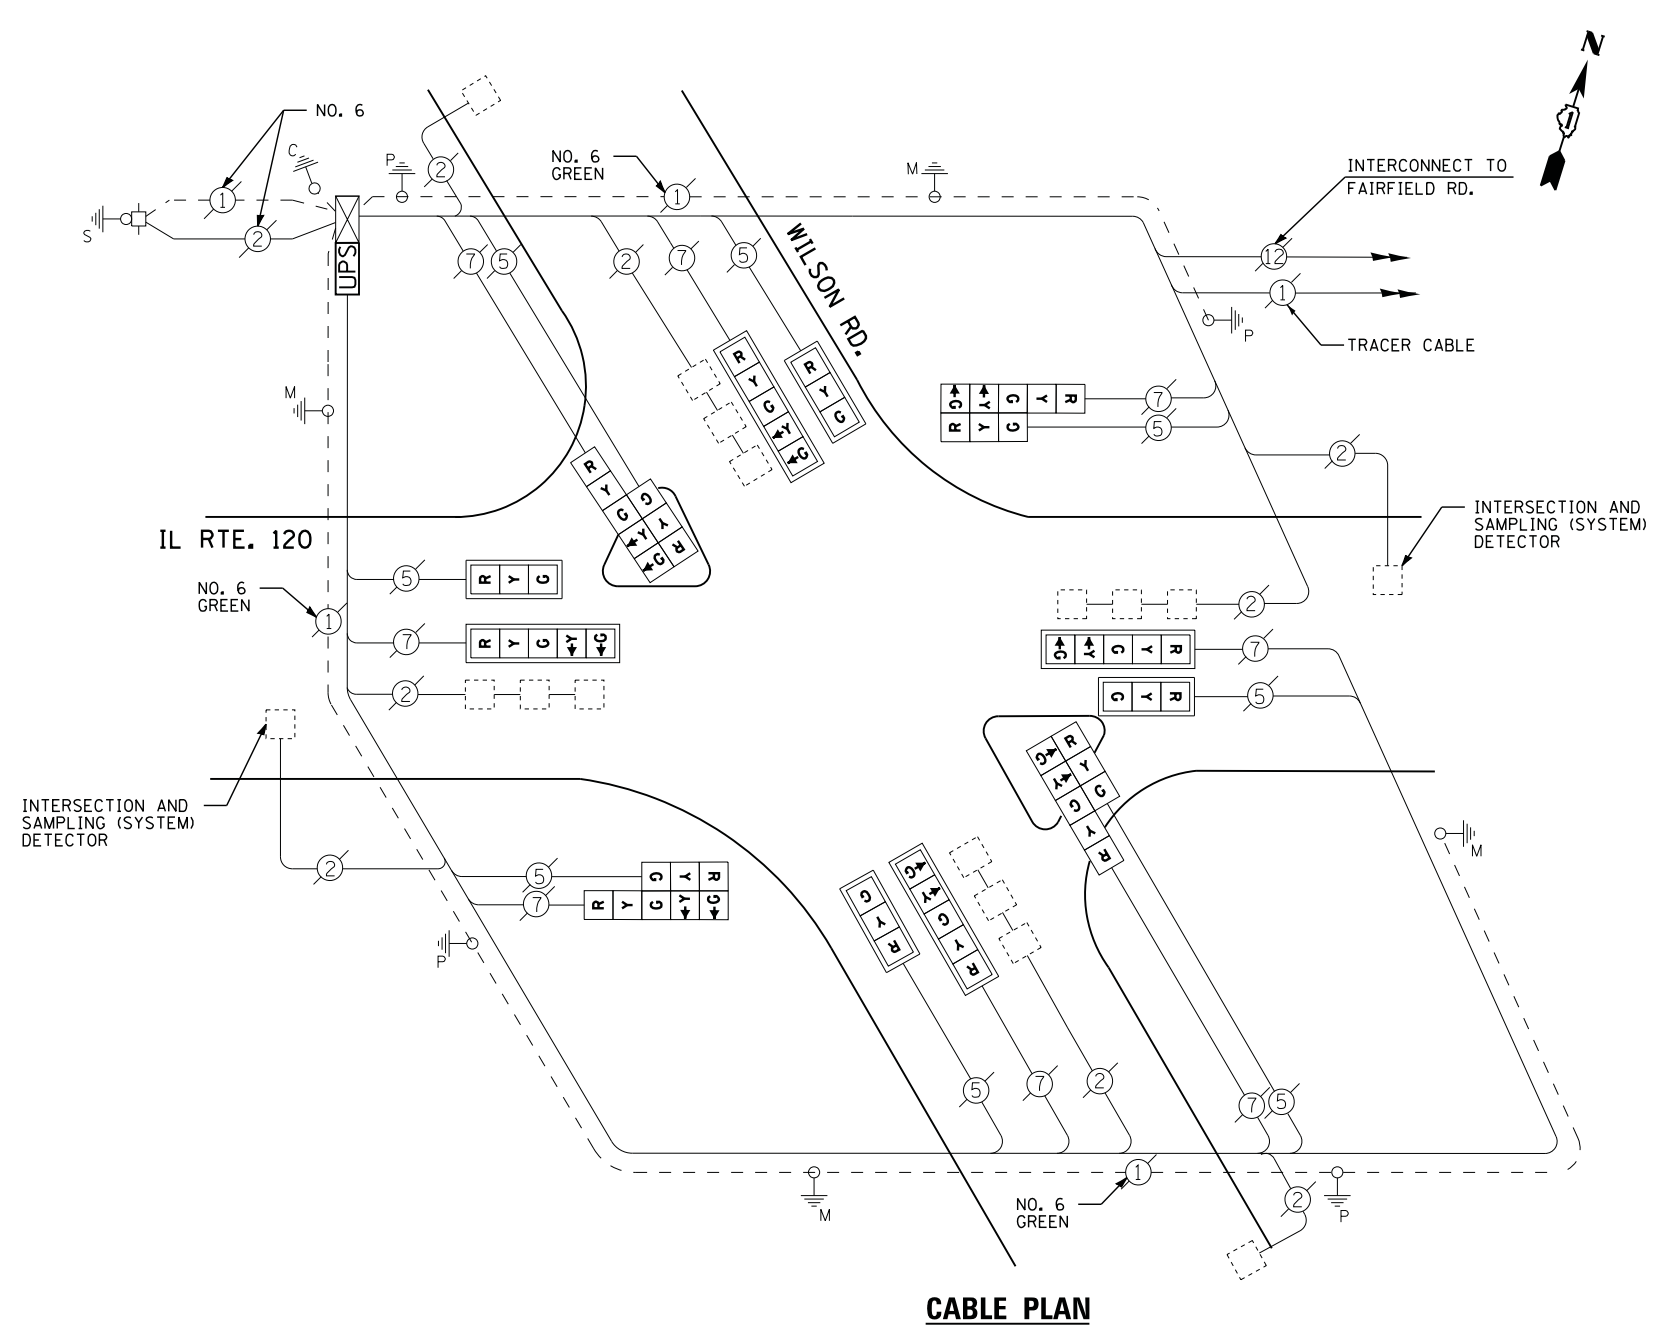 N
1
NO. 6
C
1
2
S
P
2
NO. 6
GREEN
1
M
INTERCONNECT TO
FAIRFIELD RD.
12
1
TRACER CABLE
P
UPS
7
5
2
7
5
WILSON RD.
R Y G Y G
R Y G
G Y G Y R
7
R Y G
5
2
M
R Y G Y G
G Y R
IL RTE. 120
INTERSECTION AND
SAMPLING (SYSTEM)
DETECTOR
NO. 6
GREEN
1
5
R Y G
7
R Y G Y G
2
2
G Y G Y R
7
G Y R
5
INTERSECTION AND
SAMPLING (SYSTEM)
DETECTOR
2
5
G Y R
7
R Y G Y G
P
R Y G
G Y G Y R
M
G Y R
G Y G Y R
5
7
2
7
5
M
NO. 6
GREEN
1
2
P
CABLE PLAN